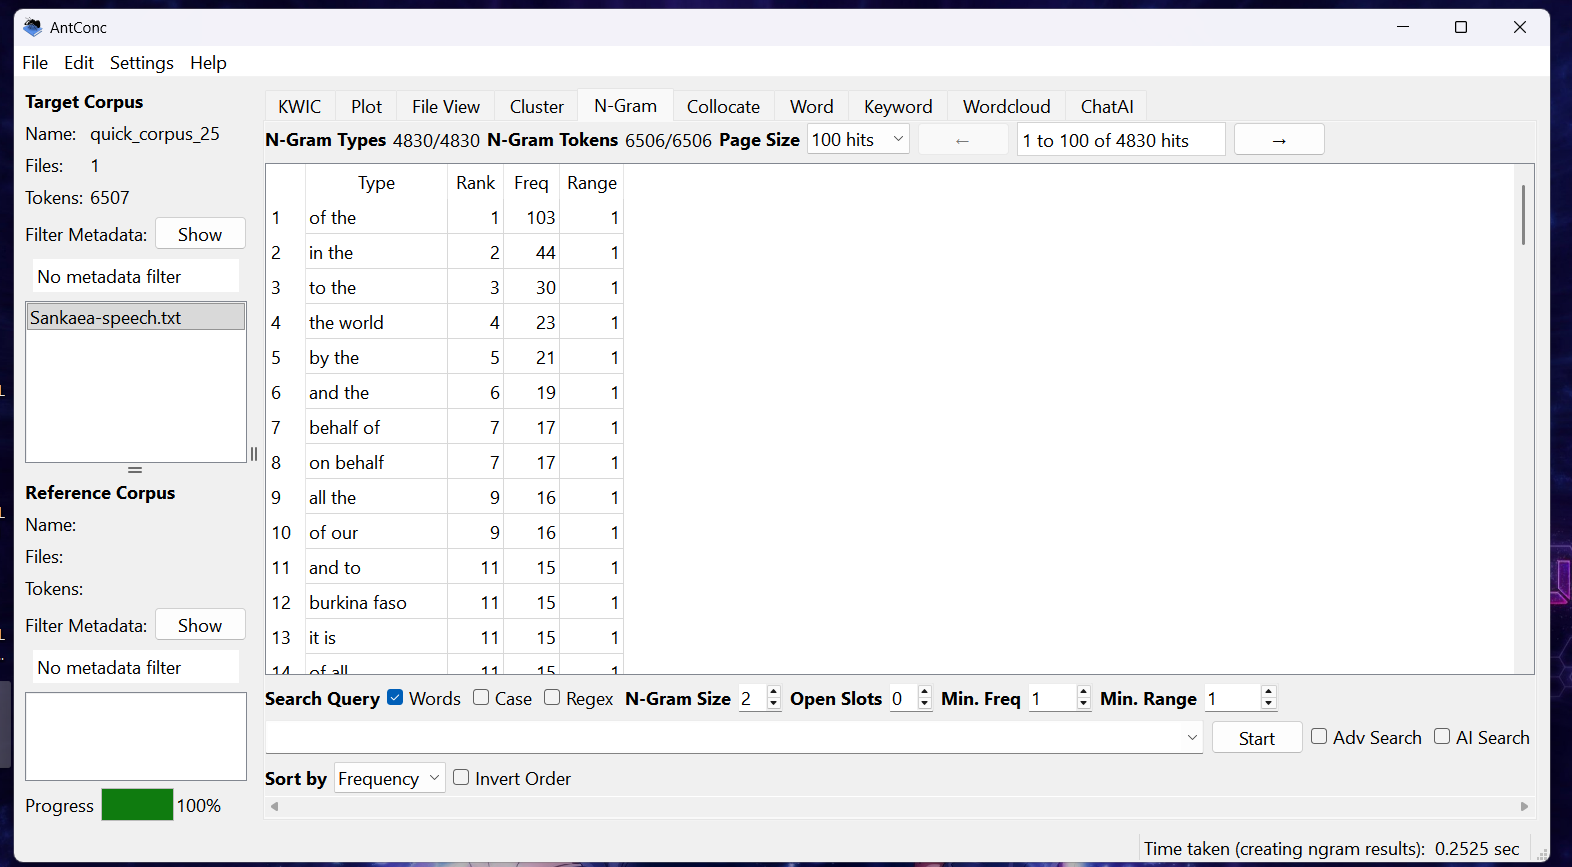 AntConc
File Edit Settings Help
Target Corpus
Name: quick_corpus_25
Files: 1
Tokens: 6507
Filter Metadata: Show
No metadata filter
Sankaea-speech.txt
Reference Corpus
Name:
Files:
Tokens:
Filter Metadata: Show
No metadata filter
Progress 100%
KWIC Plot File View Cluster N-Gram Collocate Word Keyword Wordcloud ChatAI
N-Gram Types 4830/4830 N-Gram Tokens 6506/6506 Page Size 100 hits ← 1 to 100 of 4830 hits →
Type Rank Freq Range
1 of the 1 103 1
2 in the 2 44 1
3 to the 3 30 1
4 the world 4 23 1
5 by the 5 21 1
6 and the 6 19 1
7 behalf of 7 17 1
8 on behalf 7 17 1
9 all the 9 16 1
10 of our 9 16 1
11 and to 11 15 1
12 burkina faso 11 15 1
13 it is 11 15 1
14 of all 11 15 1
Search Query Words Case Regex N-Gram Size 2 Open Slots 0 Min. Freq 1 Min. Range 1
Start Adv Search AI Search
Sort by Frequency Invert Order
Time taken (creating ngram results): 0.2525 sec